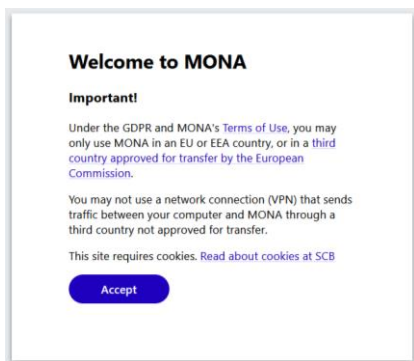 Welcome to MONA
Important!
Under the GDPR and MONA's Terms of Use, you may
only use MONA in an EU or EEA country, or in a third
country approved for transfer by the European
Commission.
You may not use a network connection (VPN) that sends
traffic between your computer and MONA through a
third country not approved for transfer.
This site requires cookies. Read about cookies at SCB
Accept